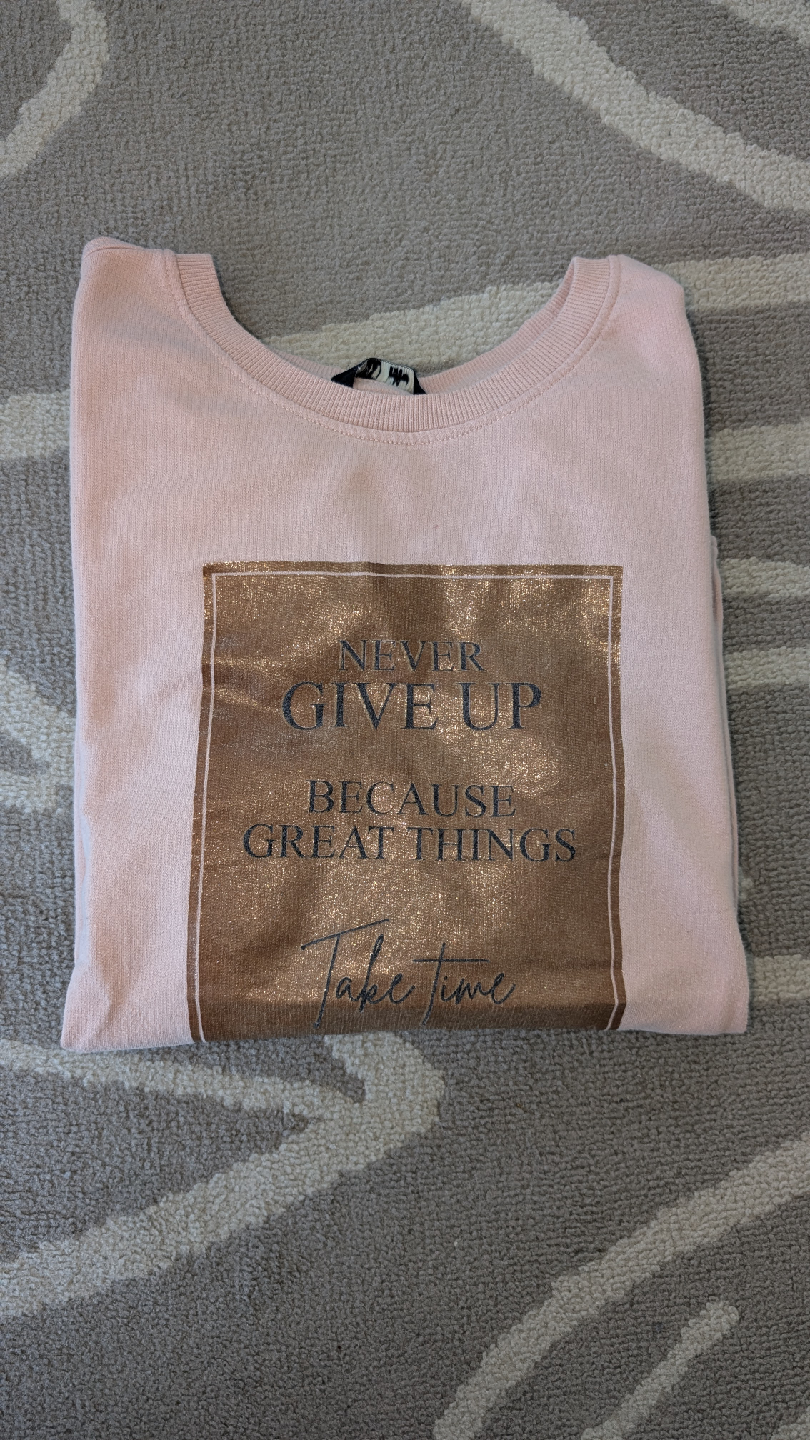 NEVER
GIVE UP
BECAUSE
GREAT THINGS
Take time